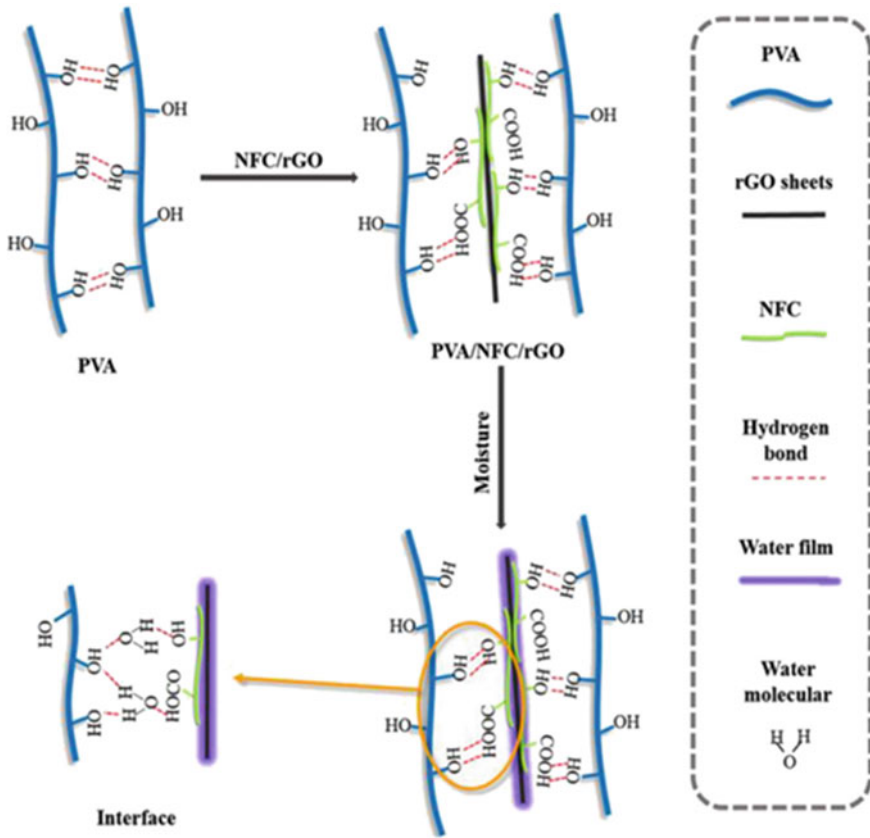 OH
HO
HO
OH
OH
HO
HO
OH
OH
HO
PVA
NFC/rGO
OH
HO
OH
HO
OH
HO
COOH
HO
OH
HO
OH
HO
HOOC
OH
HO
COOH
HO
OH
PVA/NFC/rGO
Moisture
OH
HO
OH
HO
OH
HO
COOH
HO
OH
HO
OH
HO
HOOC
OH
HO
COOH
HO
OH
HO
OH
OH
H
O
H
OH
H
O
H
HOCO
Interface
PVA
rGO sheets
NFC
Hydrogen
bond
Water film
Water
molecular
H
H
O